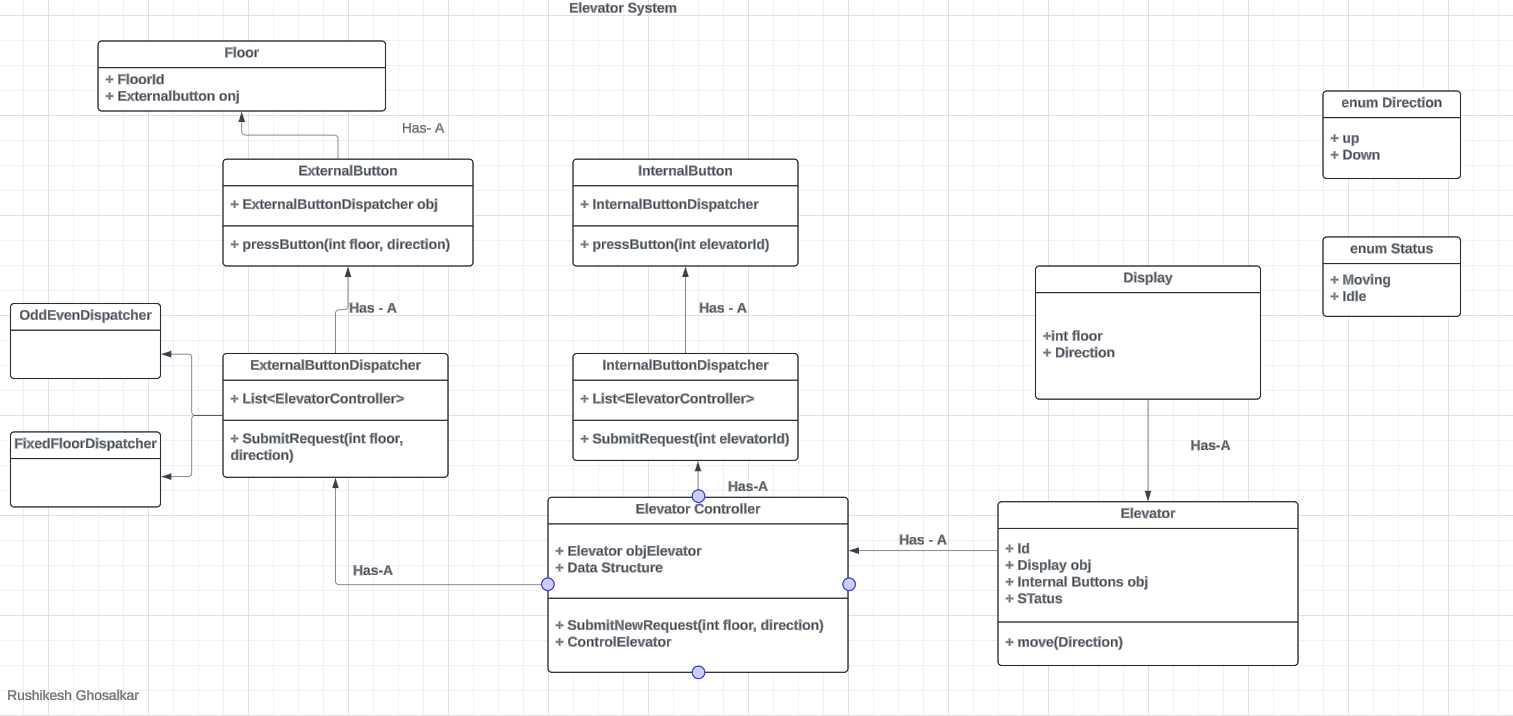 Elevator System
Floor
+ FloorId
+ Externalbutton onj
Has- A
ExternalButton
+ ExternalButtonDispatcher obj
+ pressButton(int floor, direction)
InternalButton
+ InternalButtonDispatcher
+ pressButton(int elevatorId)
enum Direction
+ up
+ Down
enum Status
+ Moving
+ Idle
Display
+int floor
+ Direction
Has - A
Has - A
OddEvenDispatcher
FixedFloorDispatcher
ExternalButtonDispatcher
+ List<ElevatorController>
+ SubmitRequest(int floor,
direction)
InternalButtonDispatcher
+ List<ElevatorController>
+ SubmitRequest(int elevatorId)
Has-A
Has-A
Has-A
Elevator Controller
+ Elevator objElevator
+ Data Structure
+ SubmitNewRequest(int floor, direction)
+ ControlElevator
Has - A
Elevator
+ Id
+ Display obj
+ Internal Buttons obj
+ STatus
+ move(Direction)
Rushikesh Ghosalkar